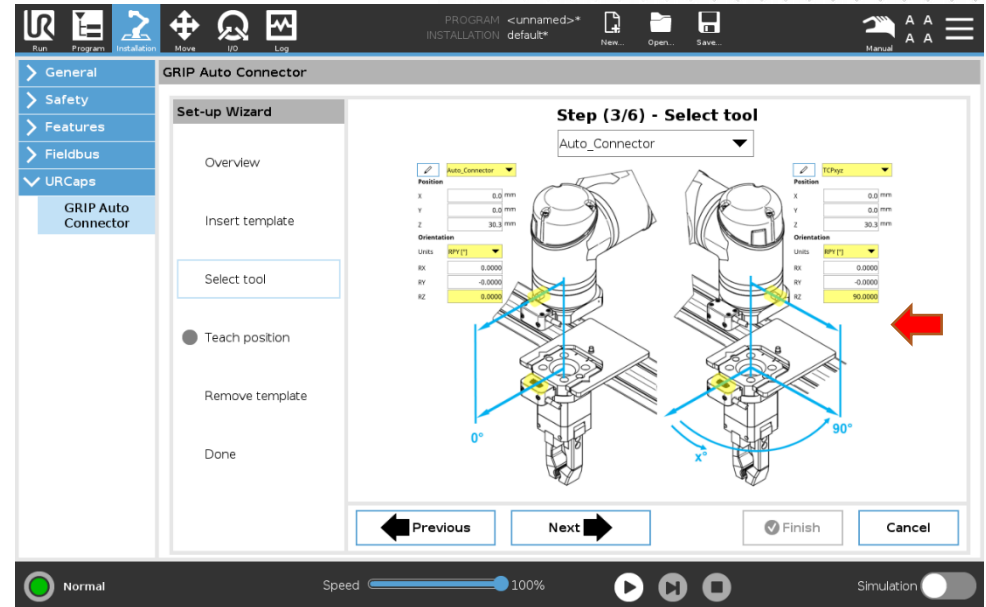 PROGRAM <unnamed>*
INSTALLATION default*
Run Program Installation Move I/O Log New... Open... Save... Manual
A A
A A
General
Safety
Features
Fieldbus
URCaps
GRIP Auto
Connector
GRIP Auto Connector
Set-up Wizard
Overview
Insert template
Select tool
Teach position
Remove template
Done
Step (3/6) - Select tool
Auto_Connector
Auto_Connector
Position
X 0.0 mm
Y 0.0 mm
Z 30.3 mm
Orientation
Units RPY [°]
RX 0.0000
RY -0.0000
RZ 0.0000
0°
TCPxyz
Position
X 0.0 mm
Y 0.0 mm
Z 30.3 mm
Orientation
Units RPY [°]
RX 0.0000
RY -0.0000
RZ 90.0000
90°
x°
Previous
Next
Finish
Cancel
Normal
Speed 100%
Simulation